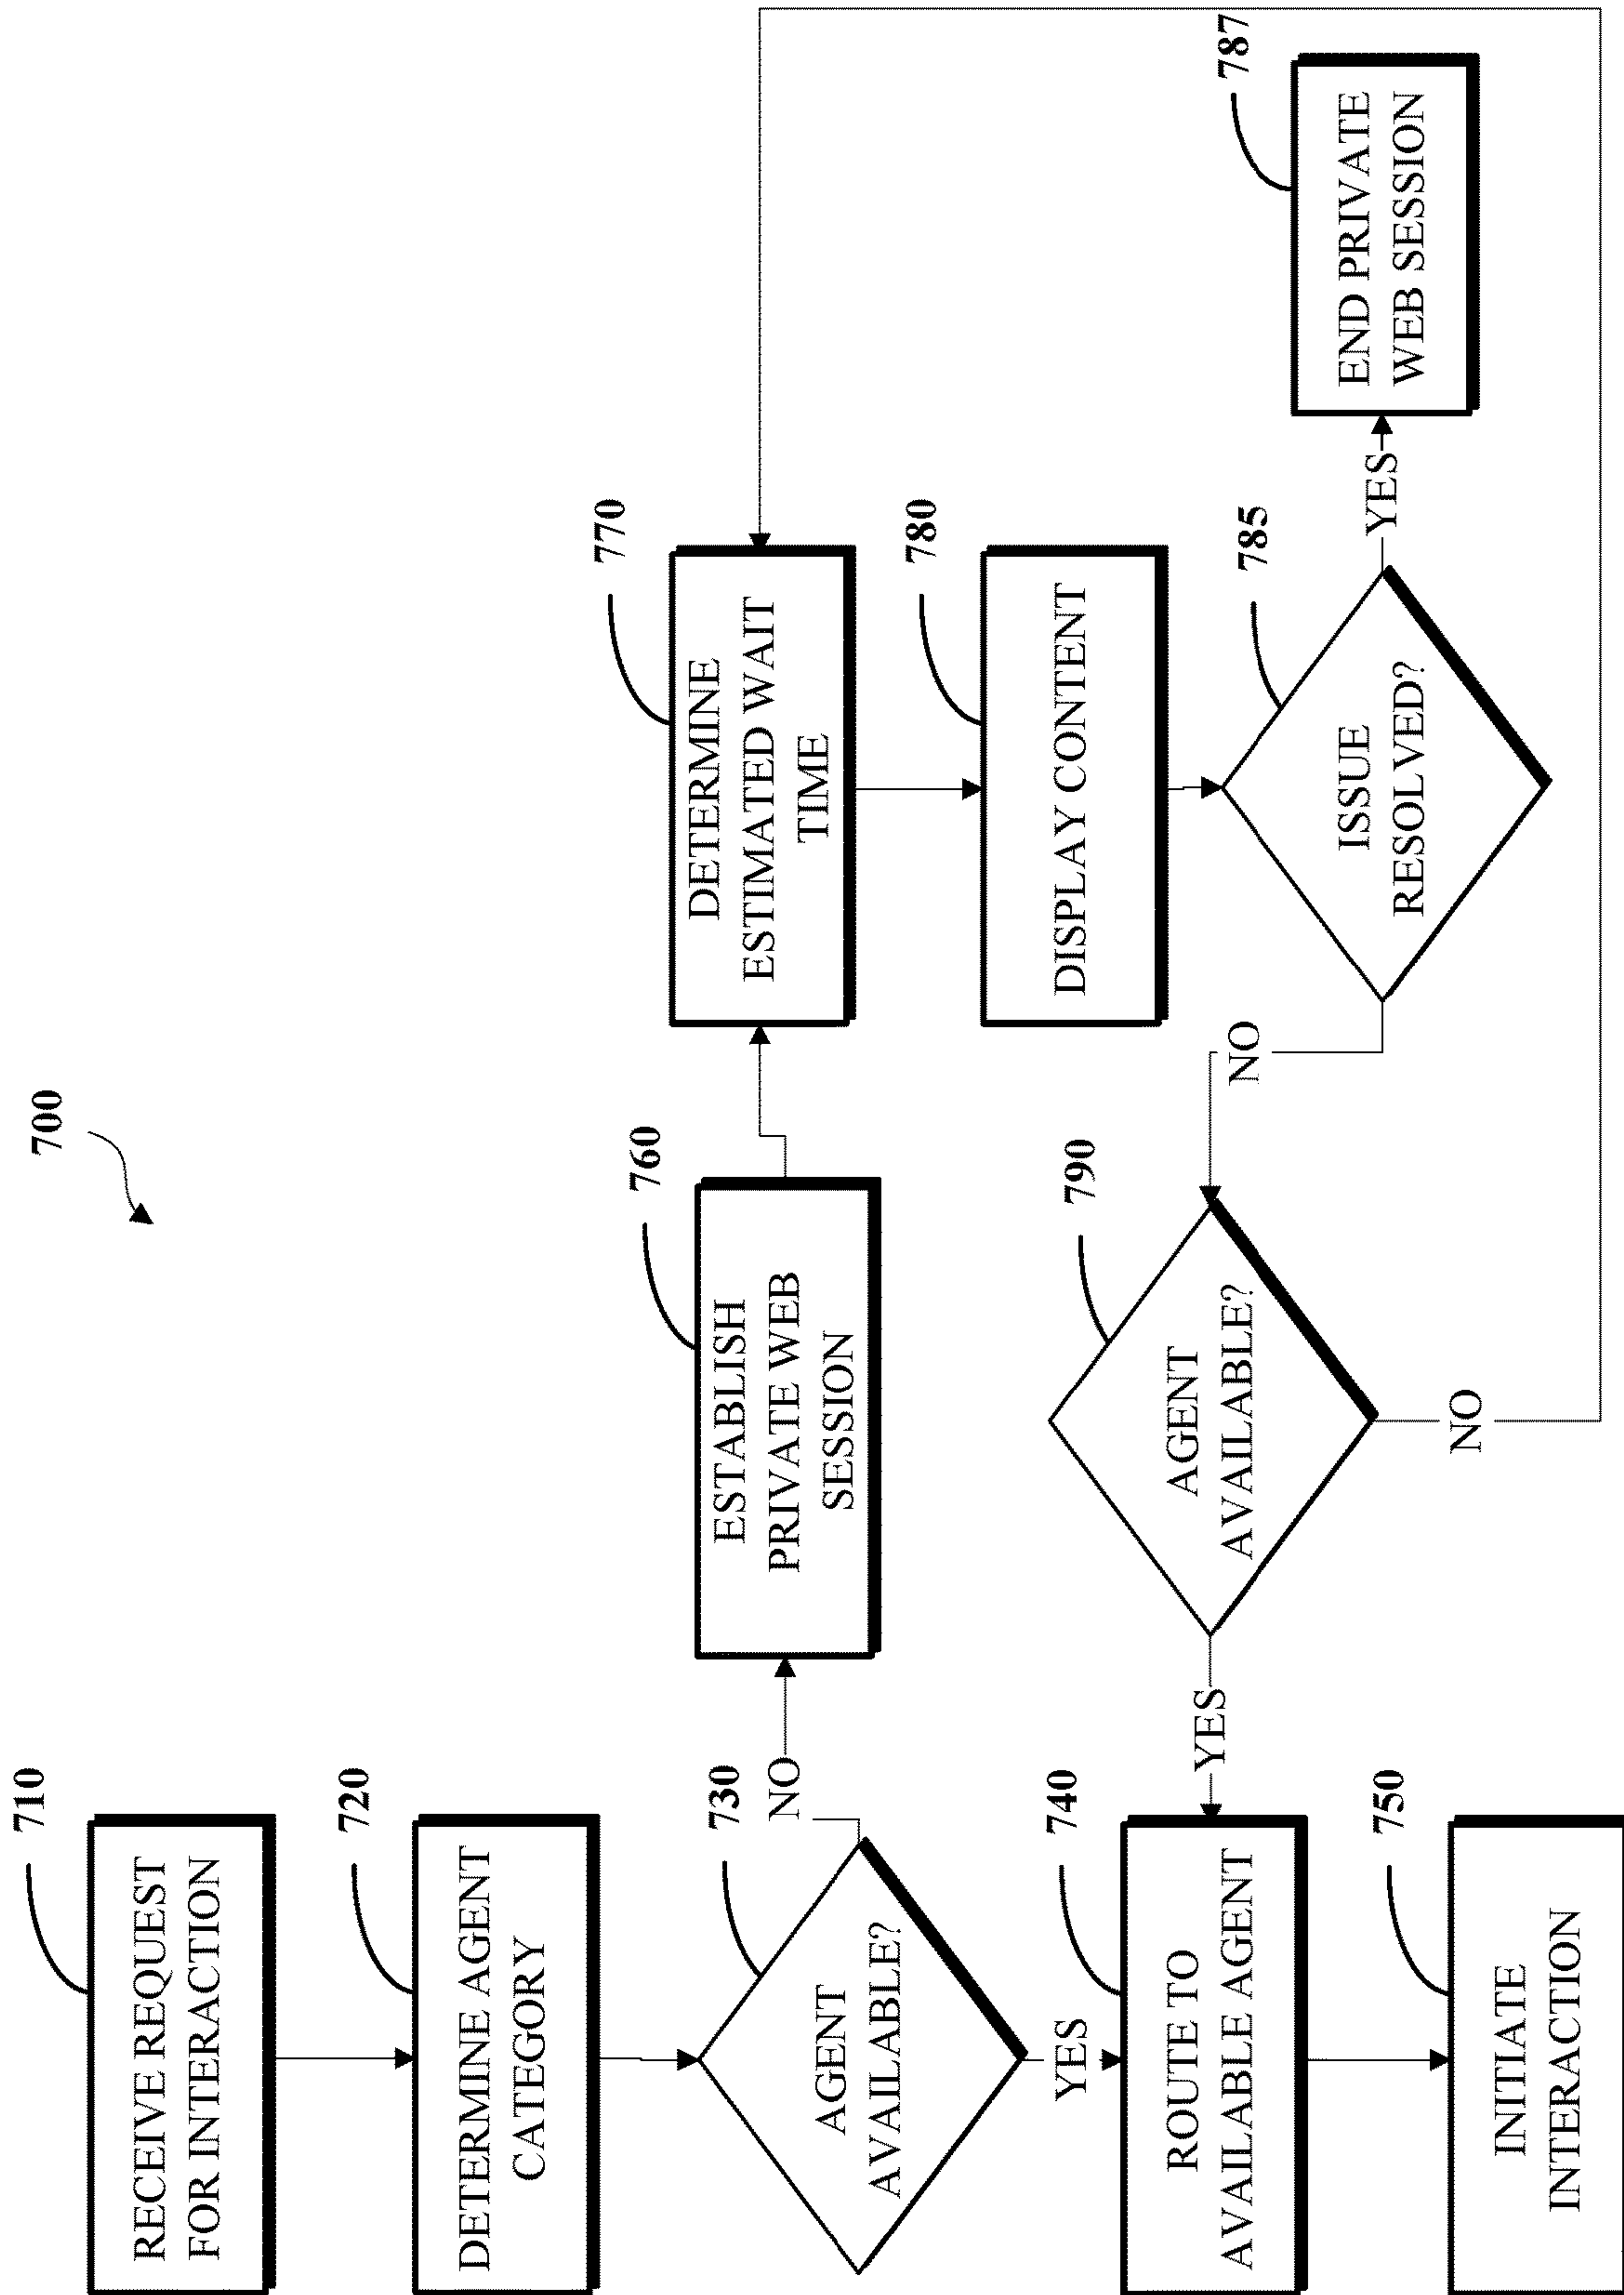 700
710
RECEIVE REQUEST
FOR INTERACTION
720
DETERMINE AGENT
CATEGORY
730
AGENT
AVAILABLE?
NO
YES
740
ROUTE TO
AVAILABLE AGENT
750
INITIATE
INTERACTION
760
ESTABLISH
PRIVATE WEB
SESSION
770
DETERMINE
ESTIMATED WAIT
TIME
780
DISPLAY CONTENT
785
ISSUE
RESOLVED?
YES
787
END PRIVATE
WEB SESSION
NO
790
AGENT
AVAILABLE?
YES
NO